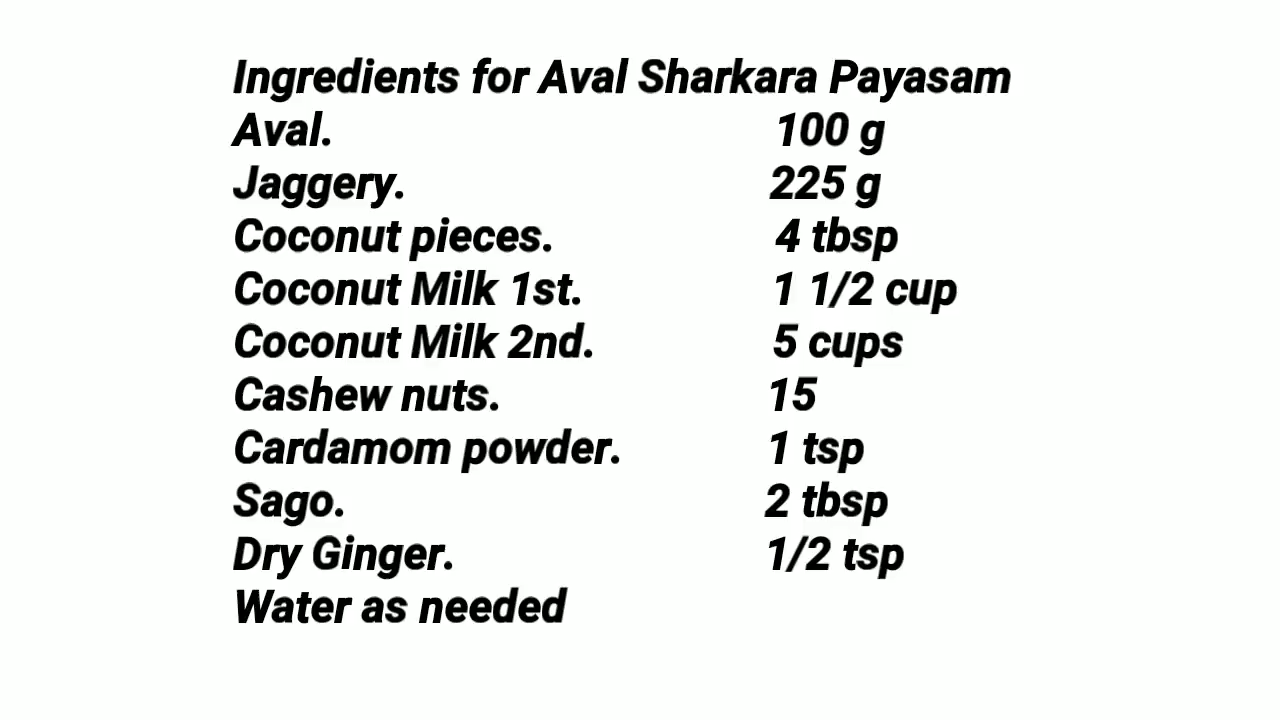 Ingredients for Aval Sharkara Payasam
Aval. 100 g
Jaggery. 225 g
Coconut pieces. 4 tbsp
Coconut Milk 1st. 1 1/2 cup
Coconut Milk 2nd. 5 cups
Cashew nuts. 15
Cardamom powder. 1 tsp
Sago. 2 tbsp
Dry Ginger. 1/2 tsp
Water as needed